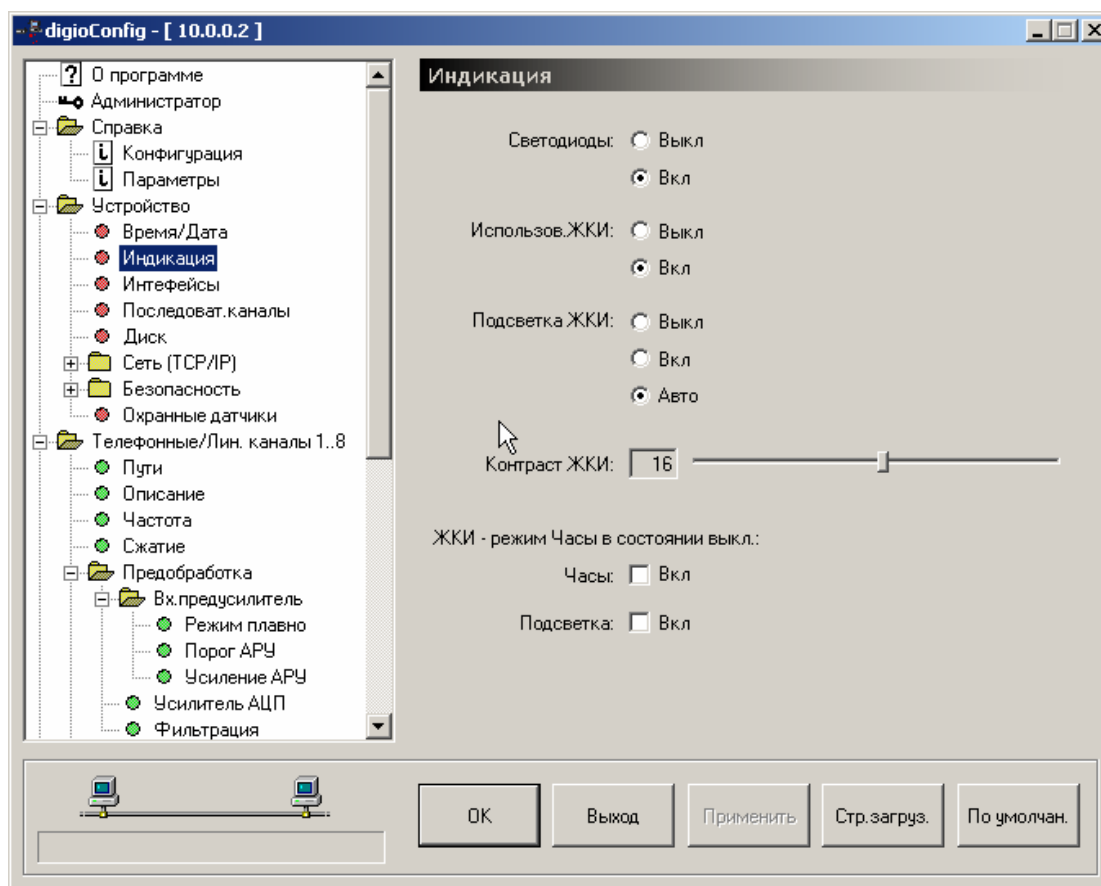 digioConfig - [ 10.0.0.2 ]
? О программе
Администратор
Справка
i Конфигурация
i Параметры
Устройство
Время/Дата
Индикация
Интефейсы
Последоват.каналы
Диск
Сеть (TCP/IP)
Безопасность
Охранные датчики
Телефонные/Лин. каналы 1..8
Пути
Описание
Частота
Сжатие
Предобработка
Вх.предусилитель
Режим плавно
Порог АРУ
Усиление АРУ
Усилитель АЦП
Фильтрация
Индикация
Светодиоды: Выкл
Вкл
Использов.ЖКИ: Выкл
Вкл
Подсветка ЖКИ: Выкл
Вкл
Авто
Контраст ЖКИ: 16
ЖКИ - режим Часы в состоянии выкл.:
Часы: Вкл
Подсветка: Вкл
OK Выход Применить Стр.загруз. По умолчан.